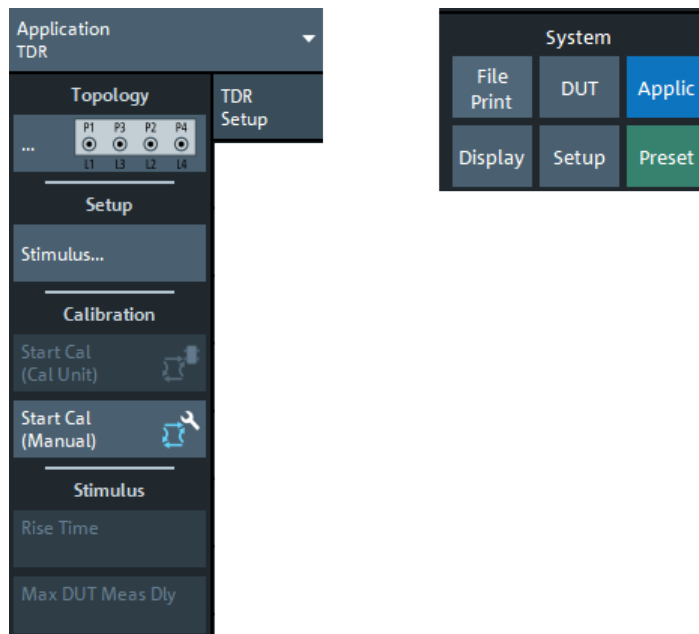 Application
TDR
Topology
...
P1 P3 P2 P4
L1 L3 L2 L4
Setup
Stimulus...
Calibration
Start Cal
(Cal Unit)
Start Cal
(Manual)
Stimulus
Rise Time
Max DUT Meas Dly
TDR
Setup
System
File
Print
DUT
Applic
Display
Setup
Preset